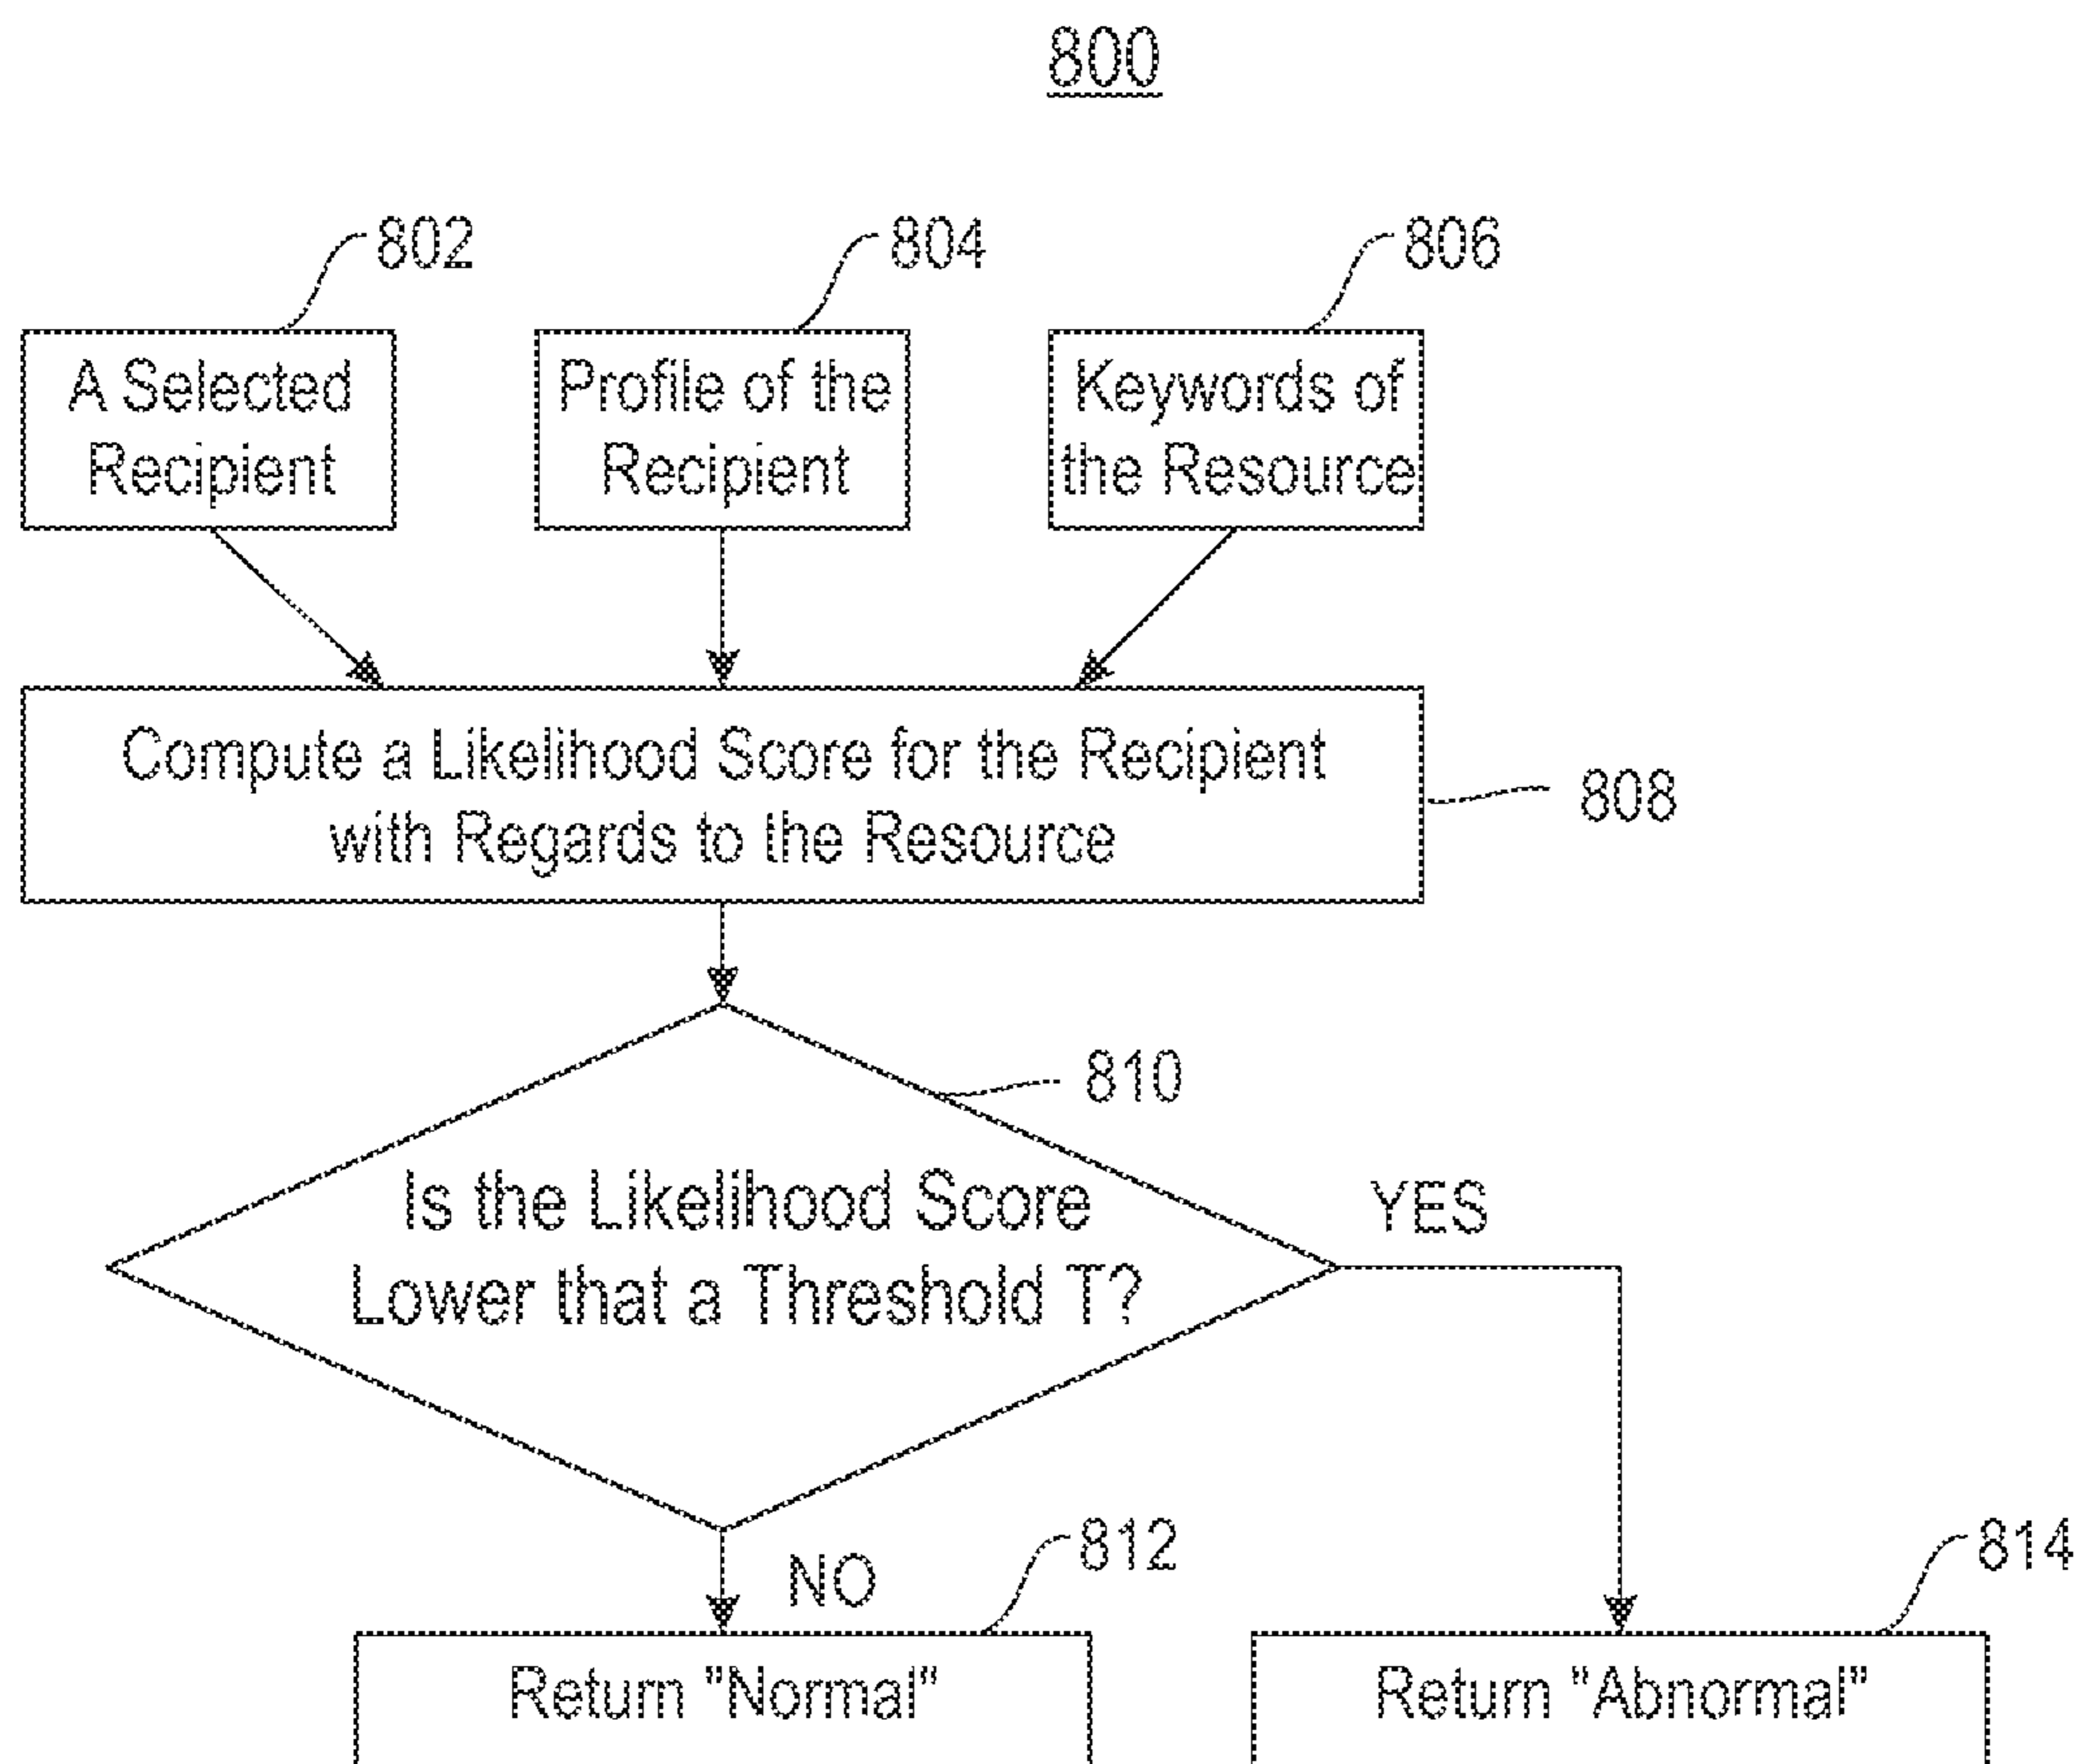 800
802
804
806
A Selected
Recipient
Profile of the
Recipient
Keywords of
the Resource
Compute a Likelihood Score for the Recipient
with Regards to the Resource
808
810
Is the Likelihood Score
Lower that a Threshold T?
YES
NO
812
814
Return "Normal"
Return "Abnormal"